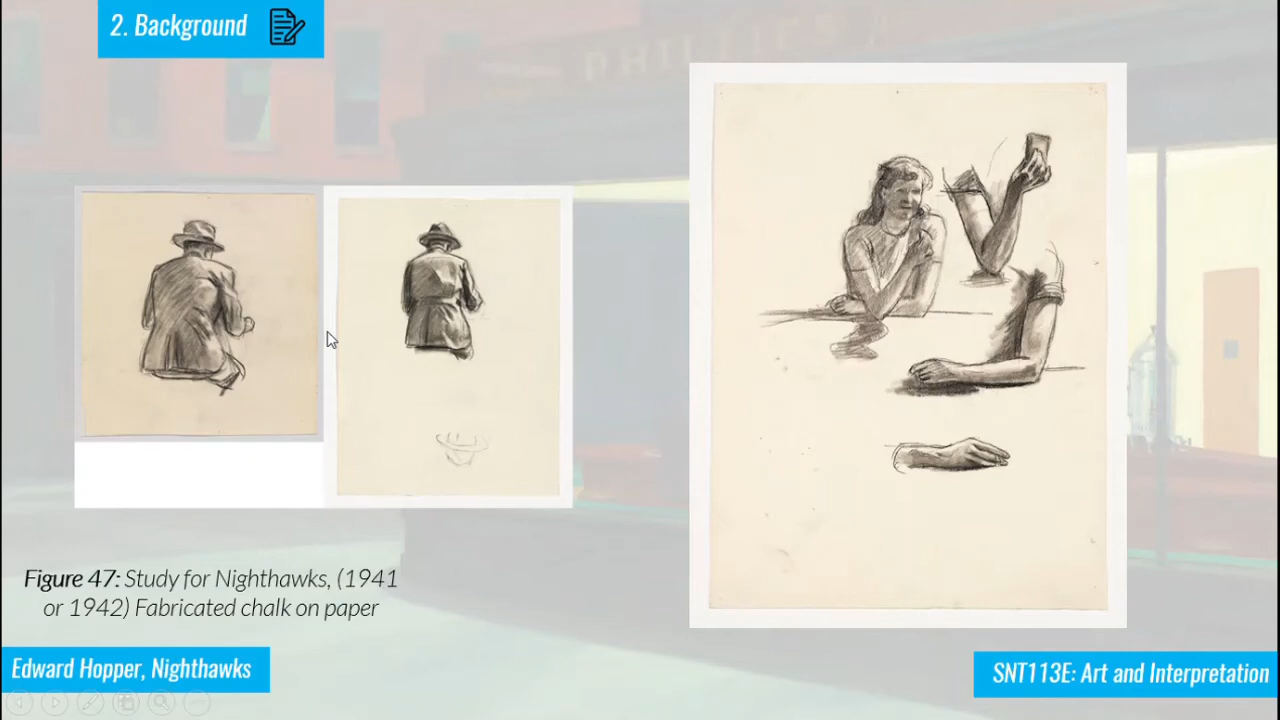 2. Background
PHILLIES
Figure 47: Study for Nighthawks, (1941
or 1942) Fabricated chalk on paper
Edward Hopper, Nighthawks
SNT113E: Art and Interpretation